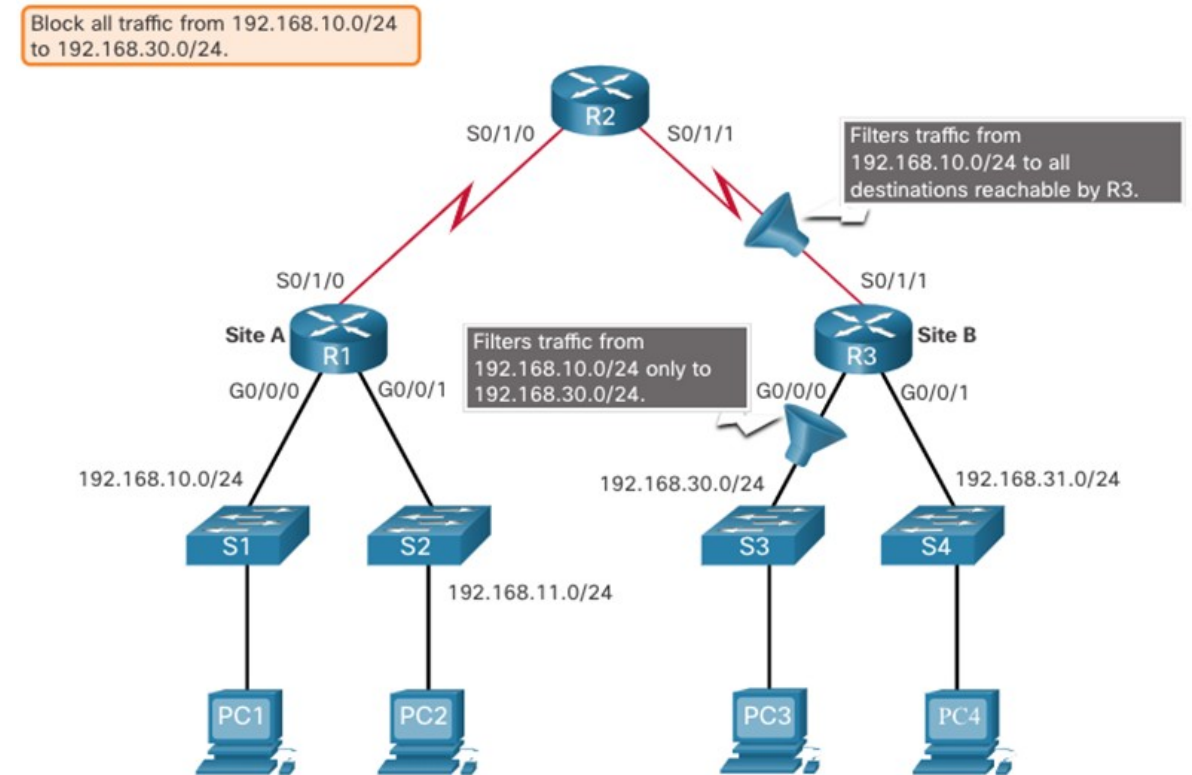 Block all traffic from 192.168.10.0/24
to 192.168.30.0/24.
R2
S0/1/0
S0/1/1
Filters traffic from
192.168.10.0/24 to all
destinations reachable by R3.
S0/1/0
S0/1/1
Site A
R1
Filters traffic from
192.168.10.0/24 only to
192.168.30.0/24.
R3
Site B
G0/0/0
G0/0/1
G0/0/0
G0/0/1
192.168.10.0/24
192.168.30.0/24
192.168.31.0/24
S1
S2
S3
S4
192.168.11.0/24
PC1
PC2
PC3
PC4